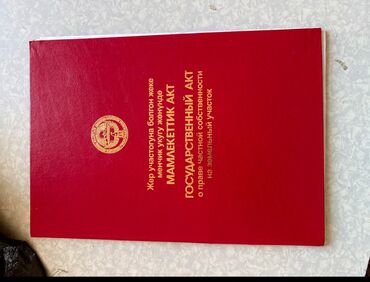 Жер участогуна болгон жеке
менчик укугу жөнүндө
МАМЛЕКЕТТИК АКТ
ГОСУДАРСТВЕННЫЙ АКТ
о праве частной собственности
на земельный участок